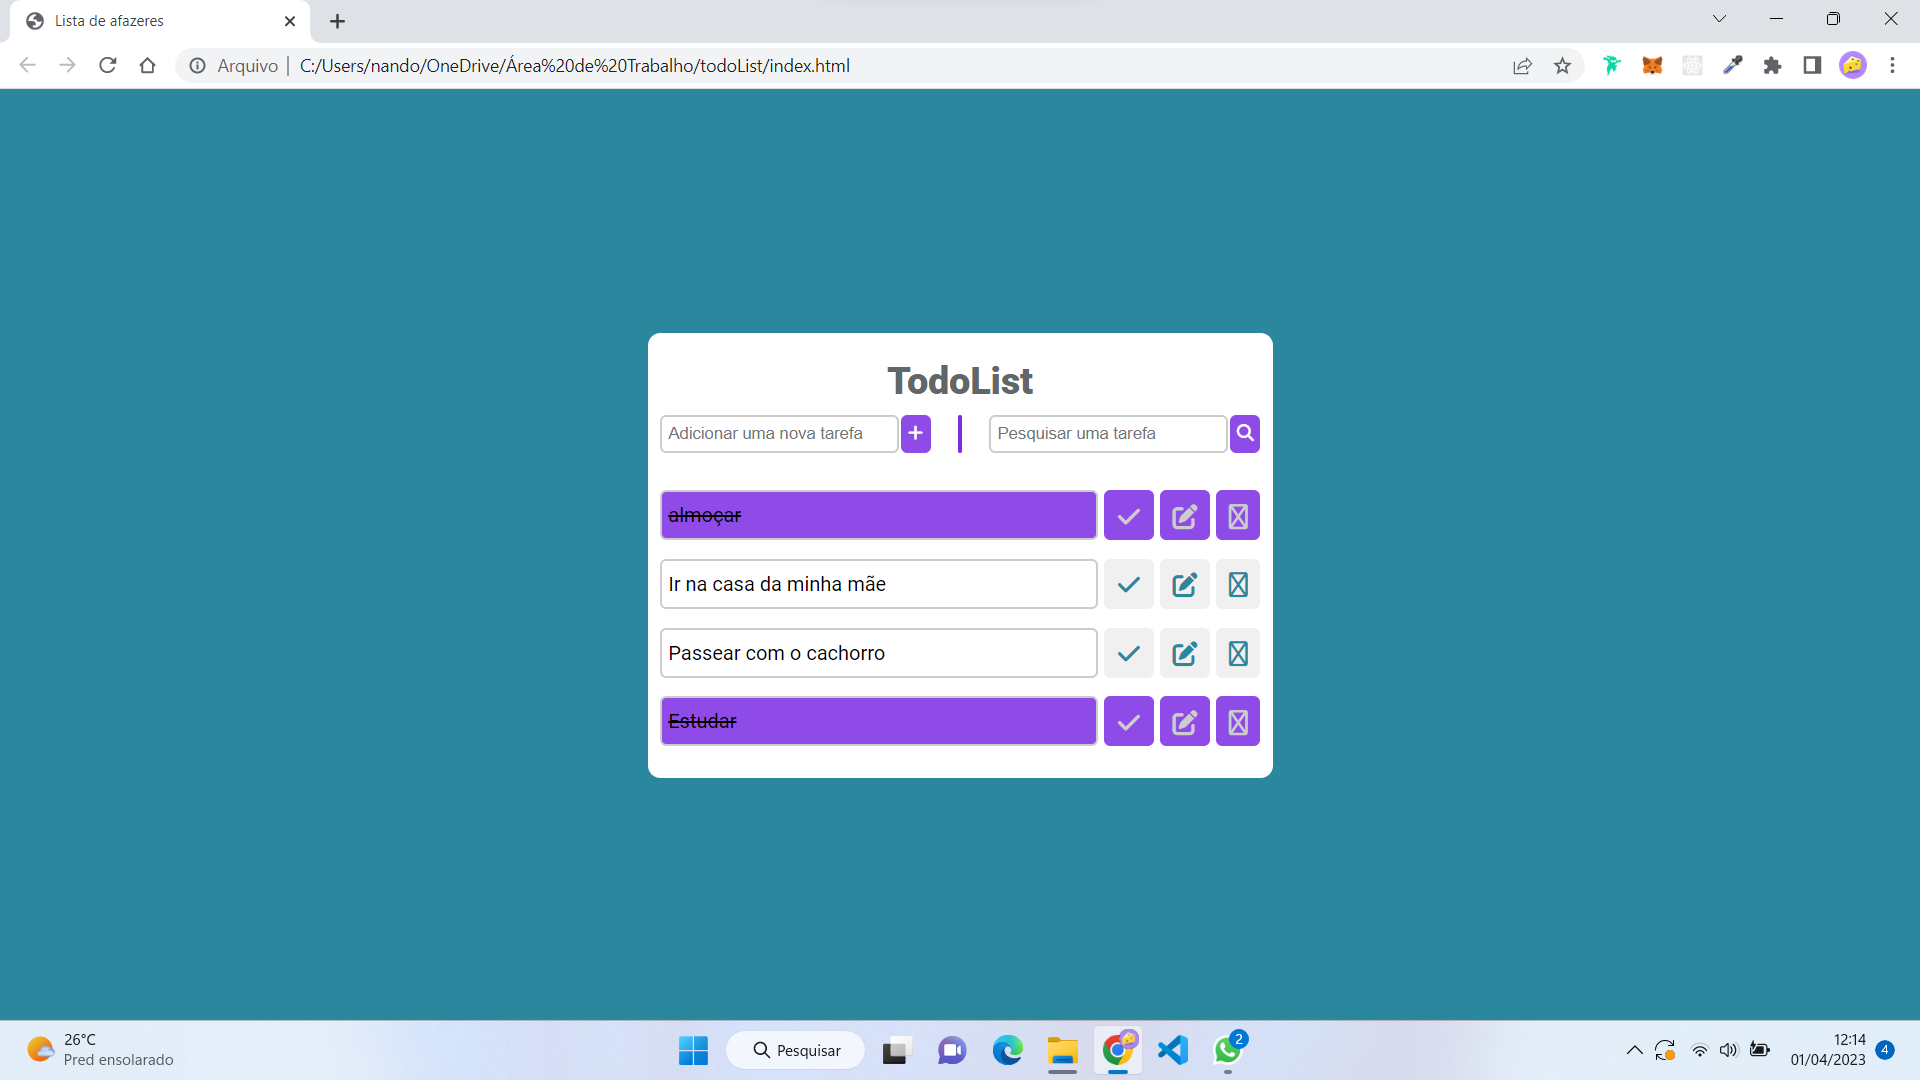 Lista de afazeres
Arquivo | C:/Users/nando/OneDrive/Área%20de%20Trabalho/todoList/index.html
TodoList
Adicionar uma nova tarefa
Pesquisar uma tarefa
almoçar
Ir na casa da minha mãe
Passear com o cachorro
Estudar
26°C
Pred ensolarado
Pesquisar
2
12:14
01/04/2023
4